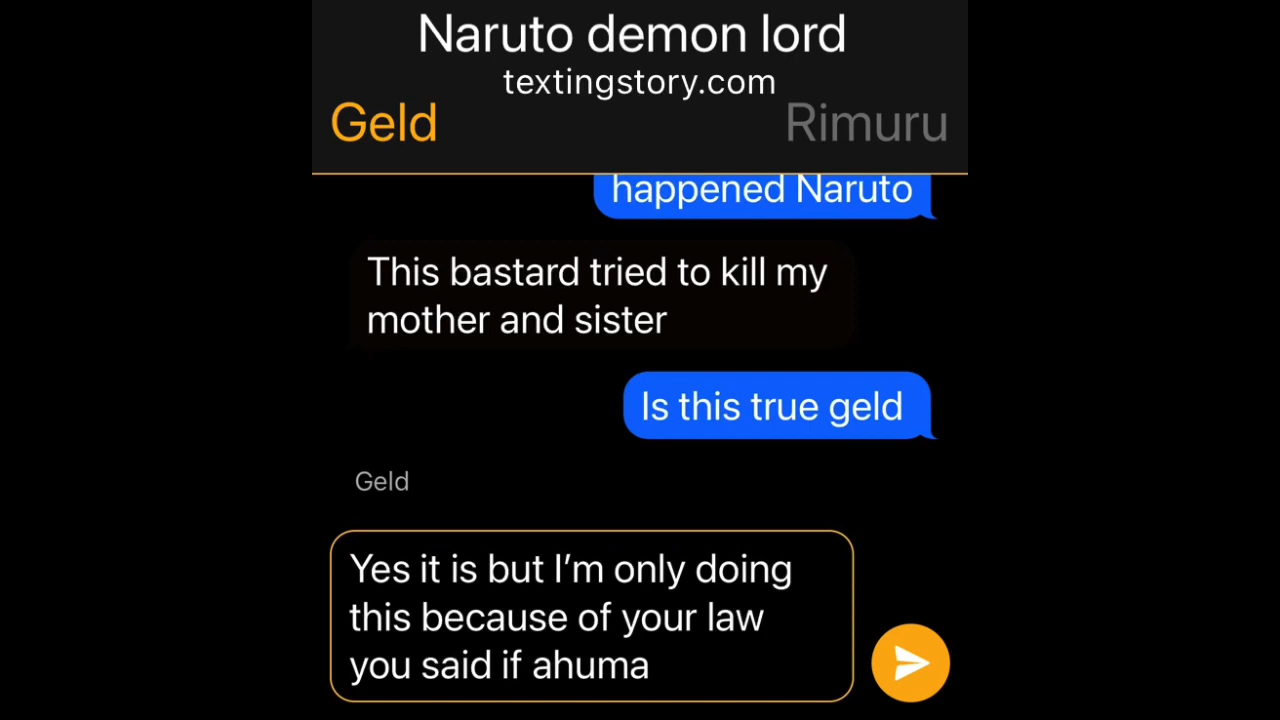 Naruto demon lord
textingstory.com
Geld
Rimuru
happened Naruto
This bastard tried to kill my
mother and sister
Is this true geld
Geld
Yes it is but I’m only doing
this because of your law
you said if ahuma